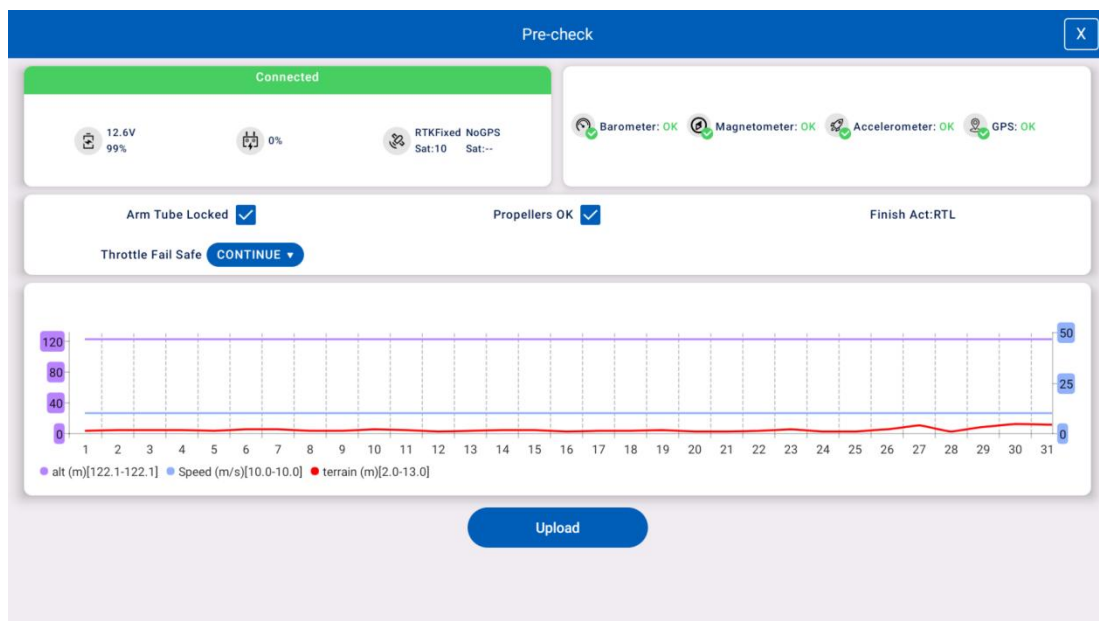 Pre-check
X
Connected
12.6V
99%
0%
RTKFixed NoGPS
Sat:10 Sat:--
Barometer: OK Magnetometer: OK Accelerometer: OK GPS: OK
Arm Tube Locked Propellers OK Finish Act:RTL
Throttle Fail Safe CONTINUE
120
80
40
0
50
25
0
1 2 3 4 5 6 7 8 9 10 11 12 13 14 15 16 17 18 19 20 21 22 23 24 25 26 27 28 29 30 31
alt (m)[122.1-122.1] Speed (m/s)[10.0-10.0] terrain (m)[2.0-13.0]
Upload